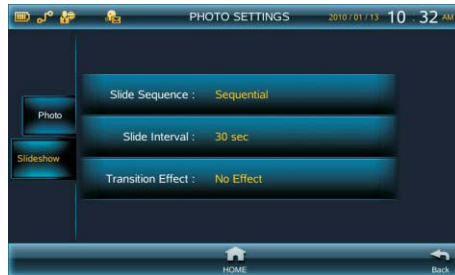 PHOTO SETTINGS 2010/01/13 10 : 32 AM
Slide Sequence : Sequential
Photo
Slide Interval : 30 sec
Slideshow
Transition Effect : No Effect
HOME
Back